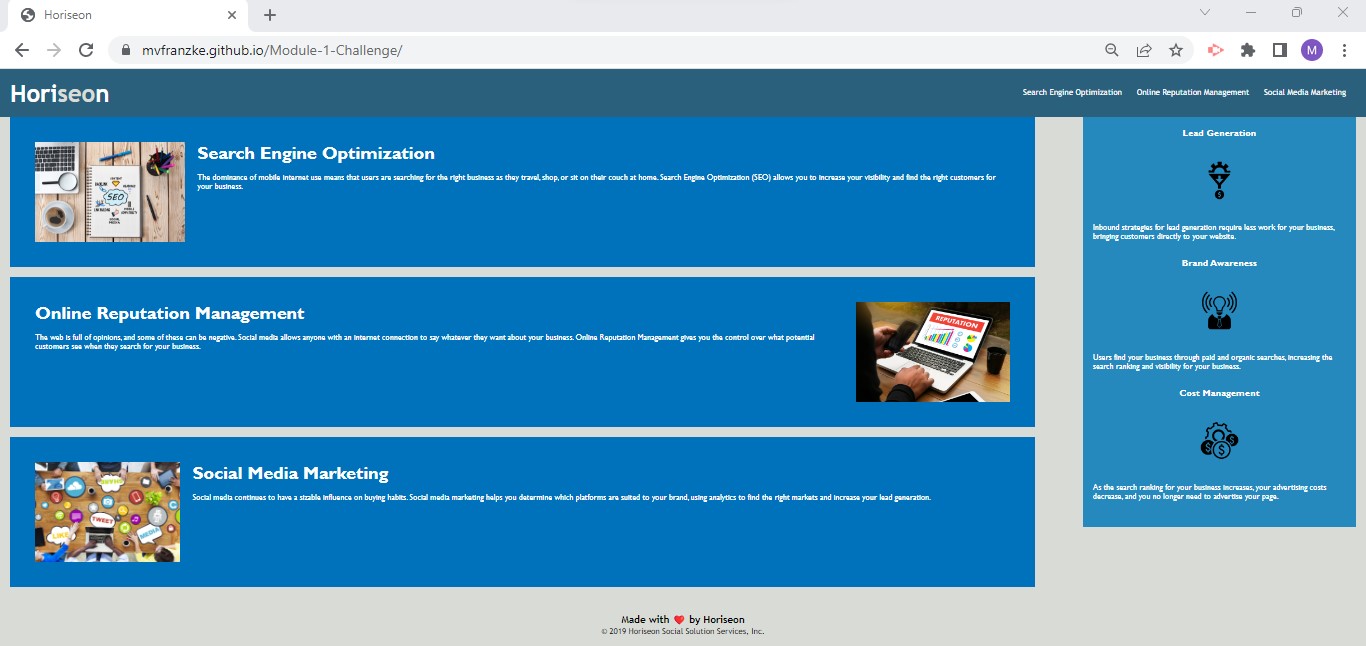 Horiseon
mvfranzke.github.io/Module-1-Challenge/
M
Horiseon
Search Engine Optimization
Online Reputation Management
Social Media Marketing
SEO
Search Engine Optimization
The dominance of mobile internet use means that users are searching for the right business as they travel, shop, or sit on their couch at home. Search Engine Optimization (SEO) allows you to increase your visibility and find the right customers for
your business.
Online Reputation Management
The web is full of opinions, and some of these can be negative. Social media allows anyone with an internet connection to say whatever they want about your business. Online Reputation Management gives you the control over what potential
customers see when they search for your business.
REPUTATION
TWEET
LIKE
MEDIA
Social Media Marketing
Social media continues to have a sizable influence on buying habits. Social media marketing helps you determine which platforms are suited to your brand, using analytics to find the right markets and increase your lead generation.
Lead Generation
Inbound strategies for lead generation require less work for your business,
bringing customers directly to your website.
Brand Awareness
Users find your business through paid and organic searches, increasing the
search ranking and visibility for your business.
Cost Management
As the search ranking for your business increases, your advertising costs
decrease, and you no longer need to advertise your page.
Made with ❤️ by Horiseon
© 2019 Horiseon Social Solution Services, Inc.